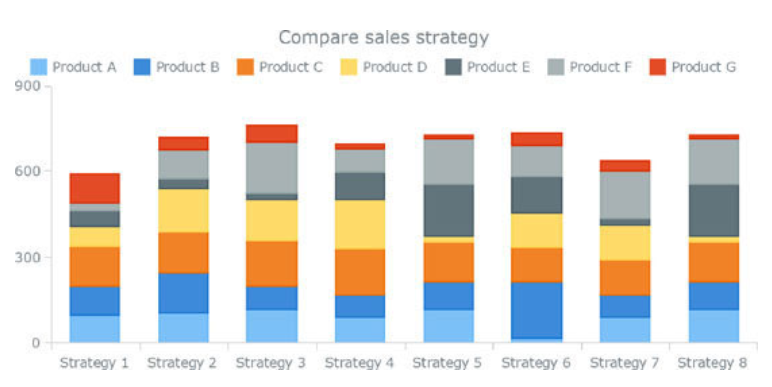 Compare sales strategy
Product A Product B Product C Product D Product E Product F Product G
900
600
300
0
Strategy 1 Strategy 2 Strategy 3 Strategy 4 Strategy 5 Strategy 6 Strategy 7 Strategy 8